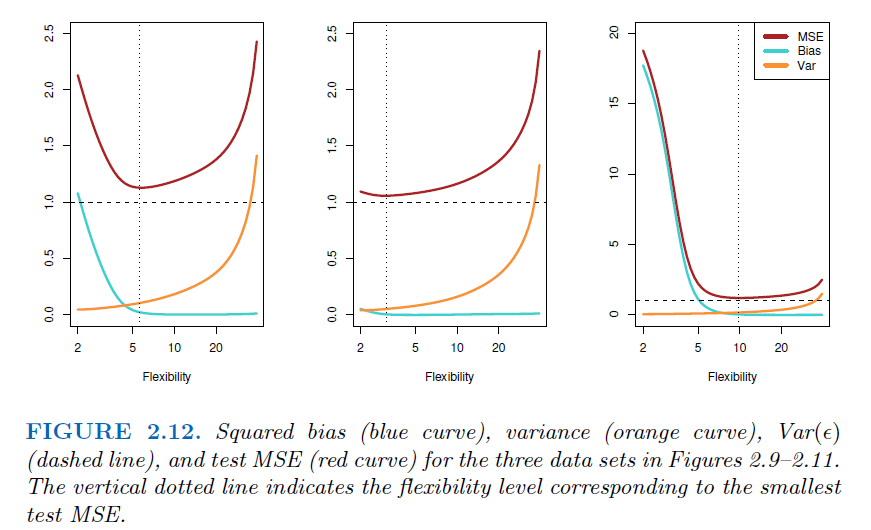 2.5
2.0
1.5
1.0
0.5
0.0
2 5 10 20
Flexibility
2.5
2.0
1.5
1.0
0.5
0.0
2 5 10 20
Flexibility
20
15
10
5
0
MSE
Bias
Var
2 5 10 20
Flexibility
FIGURE 2.12. Squared bias (blue curve), variance (orange curve), Var(ϵ)
(dashed line), and test MSE (red curve) for the three data sets in Figures 2.9–2.11.
The vertical dotted line indicates the flexibility level corresponding to the smallest
test MSE.